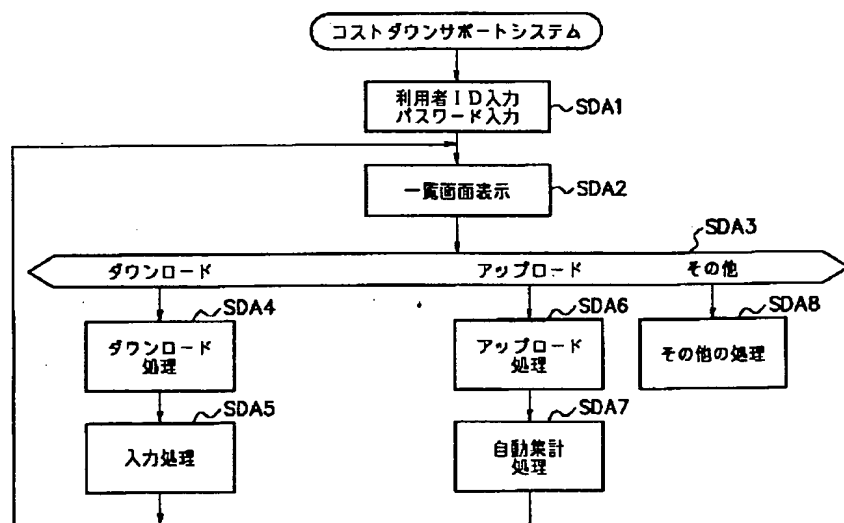 コストダウンサポートシステム
利用者ID入力
パスワード入力
SDA1
一覧画面表示
SDA2
SDA3
ダウンロード
アップロード
その他
SDA4
SDA6
SDA8
ダウンロード
処理
アップロード
処理
その他の処理
SDA5
SDA7
入力処理
自動集計
処理